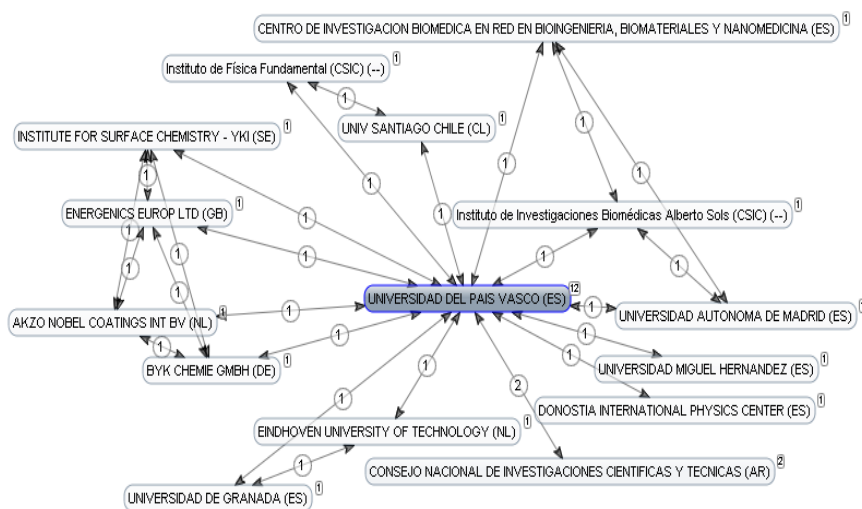 CENTRO DE INVESTIGACION BIOMEDICA EN RED EN BIOINGENIERIA, BIOMATERIALES Y NANOMEDICINA (ES) 1
Instituto de Física Fundamental (CSIC) (--) 1
1
UNIV SANTIAGO CHILE (CL) 1
INSTITUTE FOR SURFACE CHEMISTRY - YKI (SE) 1
1
1
1
1
1
ENERGENICS EUROP LTD (GB) 1
Instituto de Investigaciones Biomédicas Alberto Sols (CSIC) (--) 1
1
1
1
1
1
1
1
1
1
1
UNIVERSIDAD DEL PAIS VASCO (ES) 12
1
1
AKZO NOBEL COATINGS INT BV (NL) 1
UNIVERSIDAD AUTONOMA DE MADRID (ES) 1
1
1
1
1
BYK CHEMIE GMBH (DE) 1
1
UNIVERSIDAD MIGUEL HERNANDEZ (ES) 1
2
1
DONOSTIA INTERNATIONAL PHYSICS CENTER (ES) 1
EINDHOVEN UNIVERSITY OF TECHNOLOGY (NL) 1
1
CONSEJO NACIONAL DE INVESTIGACIONES CIENTIFICAS Y TECNICAS (AR) 2
UNIVERSIDAD DE GRANADA (ES) 1